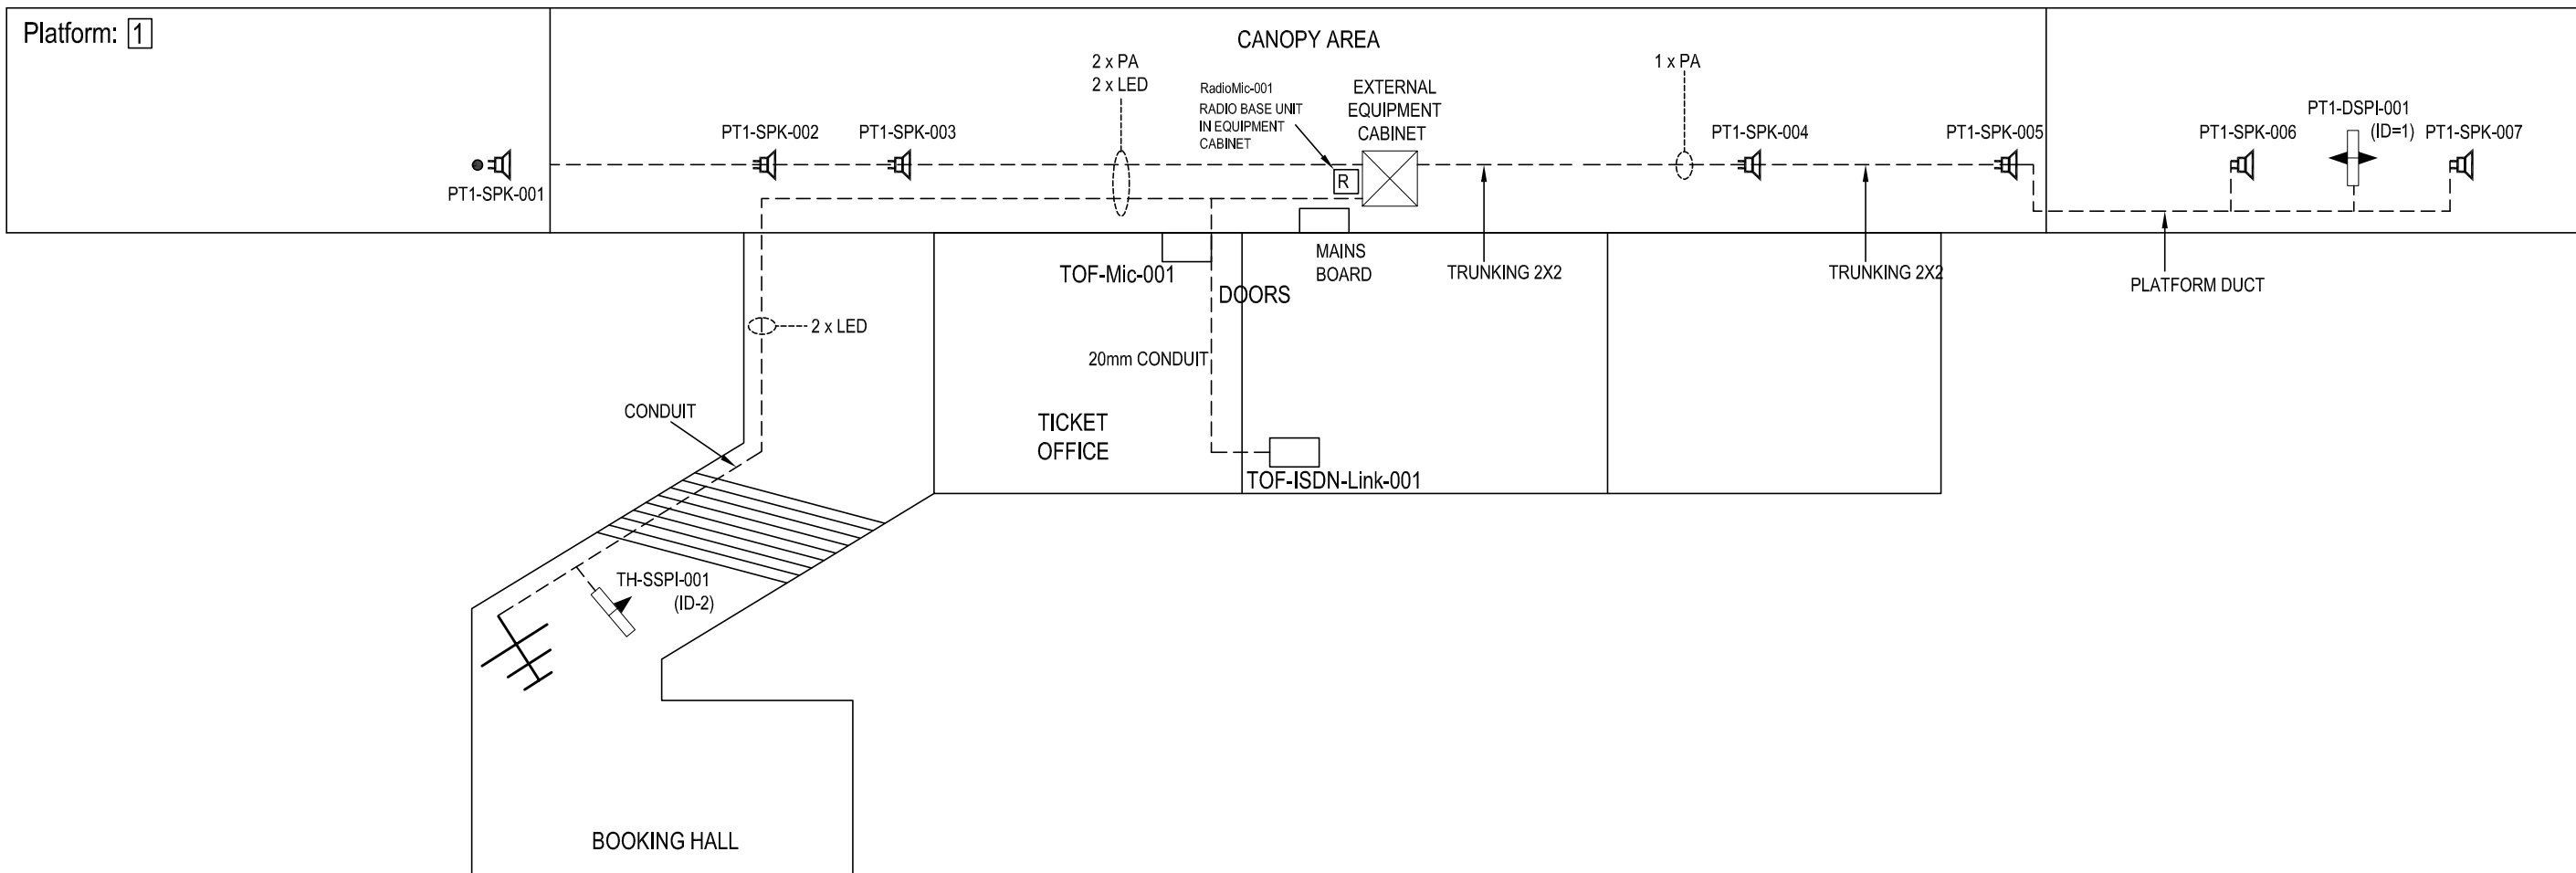 Platform: 1
CANOPY AREA
2 x PA
2 x LED
RadioMic-001
RADIO BASE UNIT
IN EQUIPMENT
CABINET
EXTERNAL
EQUIPMENT
CABINET
R
1 x PA
PT1-SPK-001
PT1-SPK-002
PT1-SPK-003
PT1-SPK-004
PT1-SPK-005
PT1-SPK-006
PT1-DSPI-001
(ID=1)
PT1-SPK-007
TOF-Mic-001
DOORS
MAINS
BOARD
TRUNKING 2X2
TRUNKING 2X2
PLATFORM DUCT
2 x LED
20mm CONDUIT
CONDUIT
TICKET
OFFICE
TOF-ISDN-Link-001
TH-SSPI-001
(ID-2)
BOOKING HALL